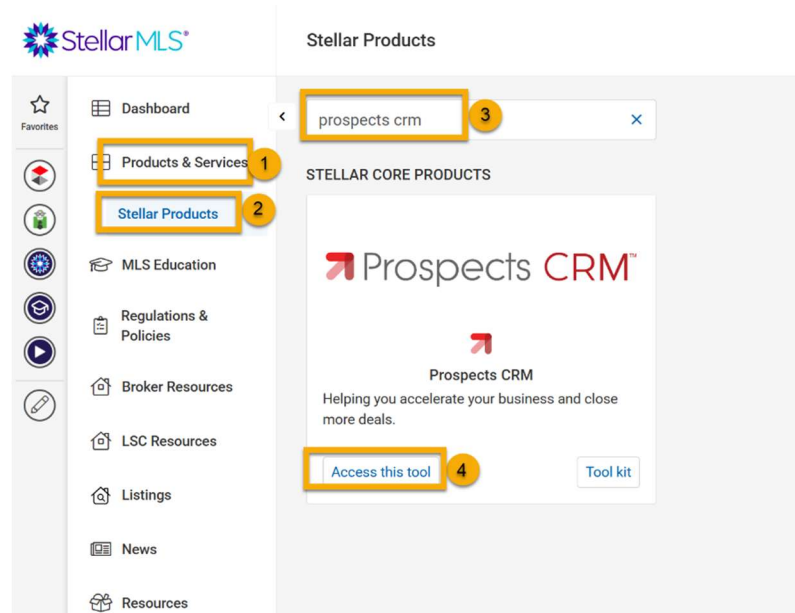 Stellar MLS®
Stellar Products
Favorites
Dashboard
Products & Services
1
Stellar Products
2
MLS Education
Regulations &
Policies
Broker Resources
LSC Resources
Listings
News
Resources
prospects crm
3
STELLAR CORE PRODUCTS
Prospects CRM™
Prospects CRM
Helping you accelerate your business and close
more deals.
Access this tool
4
Tool kit